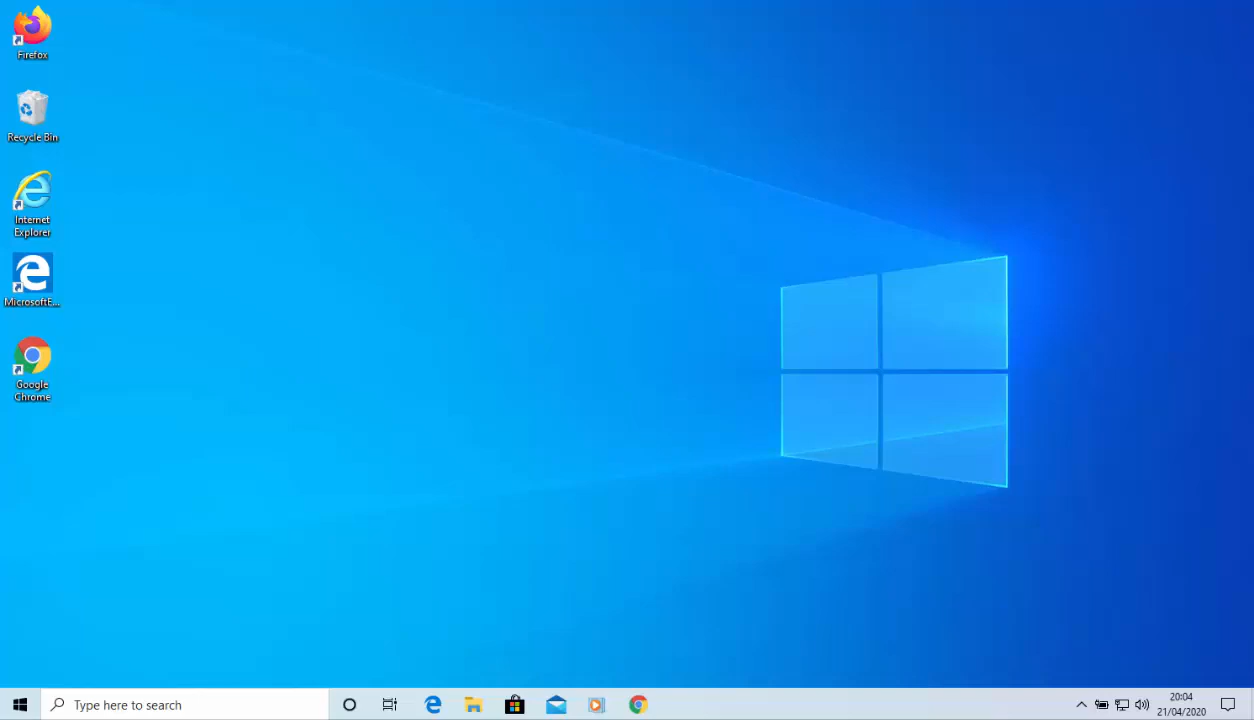 Firefox
Recycle Bin
Internet
Explorer
MicrosoftE...
Google
Chrome
Type here to search
20:04
21/04/2020